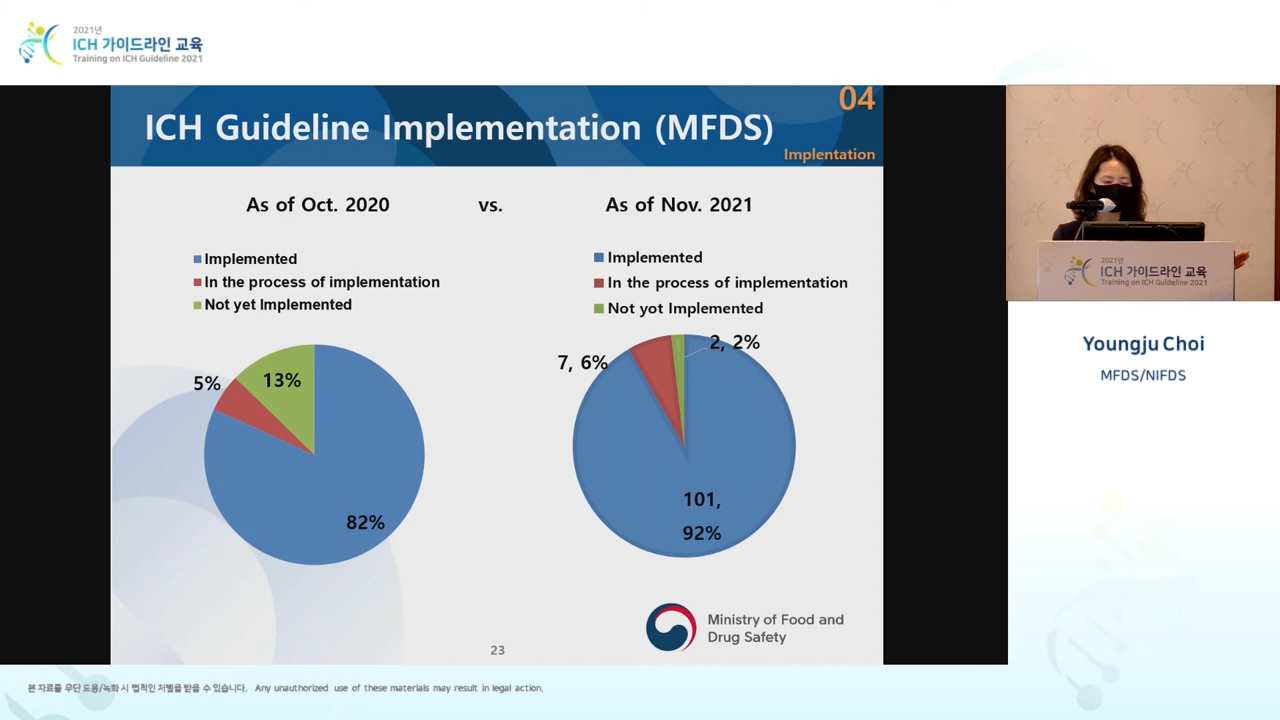 2021년
ICH 가이드라인 교육
Training on ICH Guideline 2021
04
ICH Guideline Implementation (MFDS)
Implentation
As of Oct. 2020 vs. As of Nov. 2021
Implemented
In the process of implementation
Not yet Implemented
5%
13%
82%
Implemented
In the process of implementation
Not yot Implemented
2, 2%
7, 6%
101,
92%
Ministry of Food and
Drug Safety
23
2021년
ICH 가이드라인 교육
Training on ICH Guideline 2021
Youngju Choi
MFDS/NIFDS
본 자료를 무단 도용/녹화 시 법적인 처벌을 받을 수 있습니다. Any unauthorized use of these materials may result in legal action.